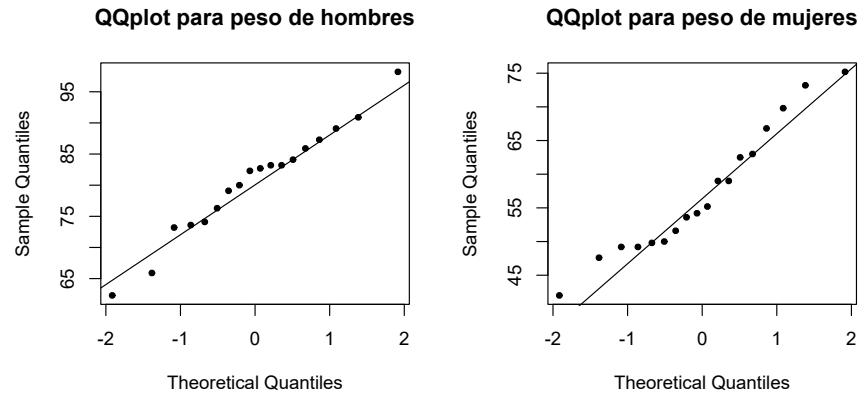 QQplot para peso de hombres
Sample Quantiles
95
85
75
65
-2 -1 0 1 2
Theoretical Quantiles
QQplot para peso de mujeres
Sample Quantiles
75
65
55
45
-2 -1 0 1 2
Theoretical Quantiles